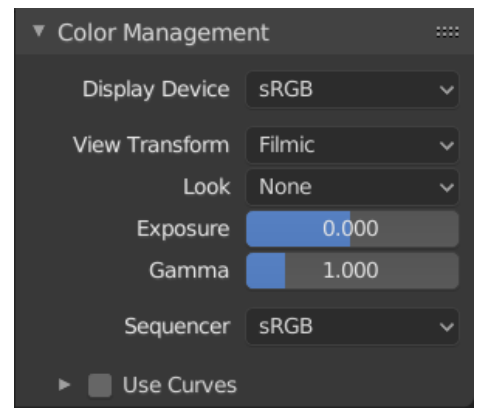 Color Management
Display Device sRGB
View Transform Filmic
Look None
Exposure 0.000
Gamma 1.000
Sequencer sRGB
Use Curves